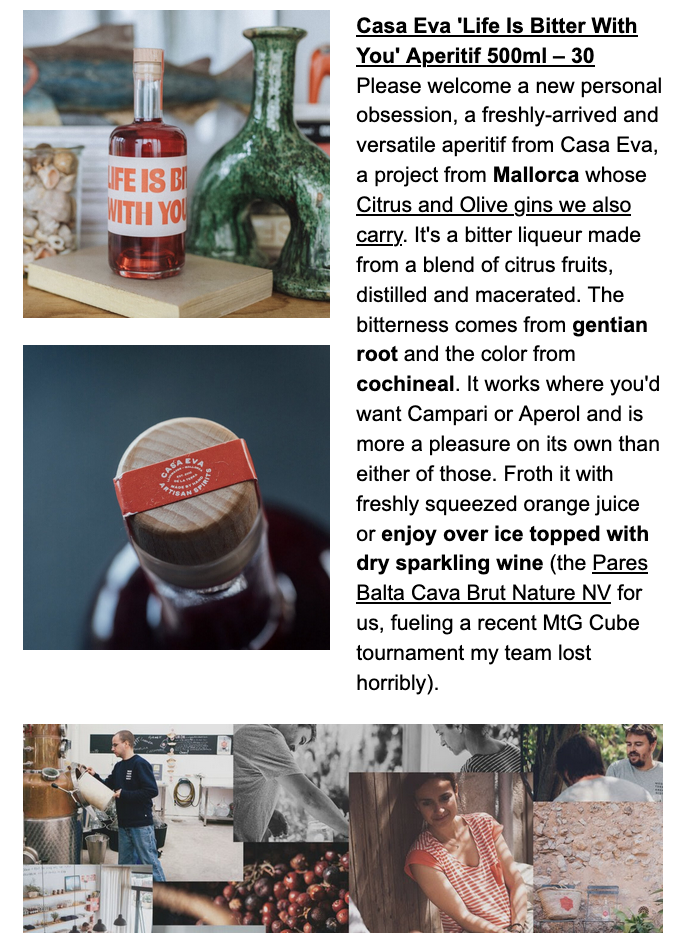 LIFE IS BI
WITH YOU
Casa Eva 'Life Is Bitter With
You' Aperitif 500ml – 30
Please welcome a new personal
obsession, a freshly-arrived and
versatile aperitif from Casa Eva,
a project from Mallorca whose
Citrus and Olive gins we also
carry. It's a bitter liqueur made
from a blend of citrus fruits,
distilled and macerated. The
bitterness comes from gentian
root and the color from
cochineal. It works where you'd
want Campari or Aperol and is
more a pleasure on its own than
either of those. Froth it with
freshly squeezed orange juice
or enjoy over ice topped with
dry sparkling wine (the Pares
Balta Cava Brut Nature NV for
us, fueling a recent MtG Cube
tournament my team lost
horribly).
CASA EVA
ARTISAN SPIRITS